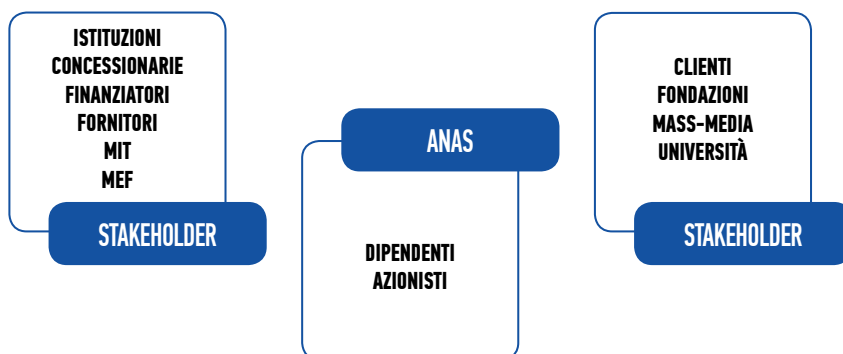 ISTITUZIONI
CONCESSIONARIE
FINANZIATORI
FORNITORI
MIT
MEF
STAKEHOLDER
ANAS
DIPENDENTI
AZIONISTI
CLIENTI
FONDAZIONI
MASS-MEDIA
UNIVERSITÀ
STAKEHOLDER